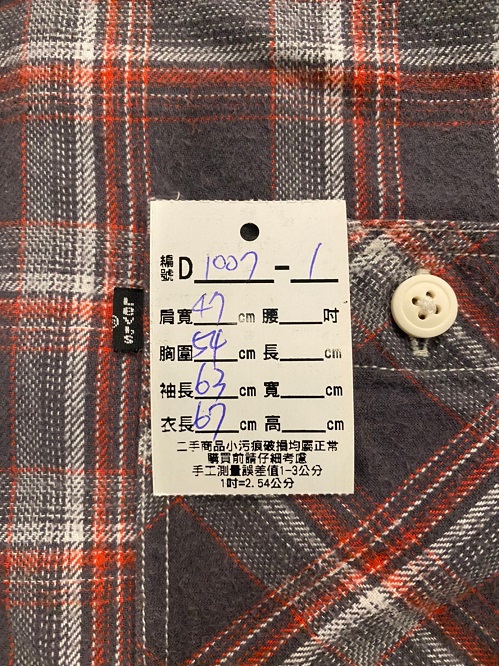 編號 D 1007 - 1
肩寬 47 cm 腰 吋
胸圍 54 cm 長 cm
袖長 63 cm 寬 cm
衣長 67 cm 高 cm
二手商品小污痕破損均屬正常
購買前請仔細考慮
手工測量誤差值1-3公分
1吋=2.54公分
LEVI'S
®